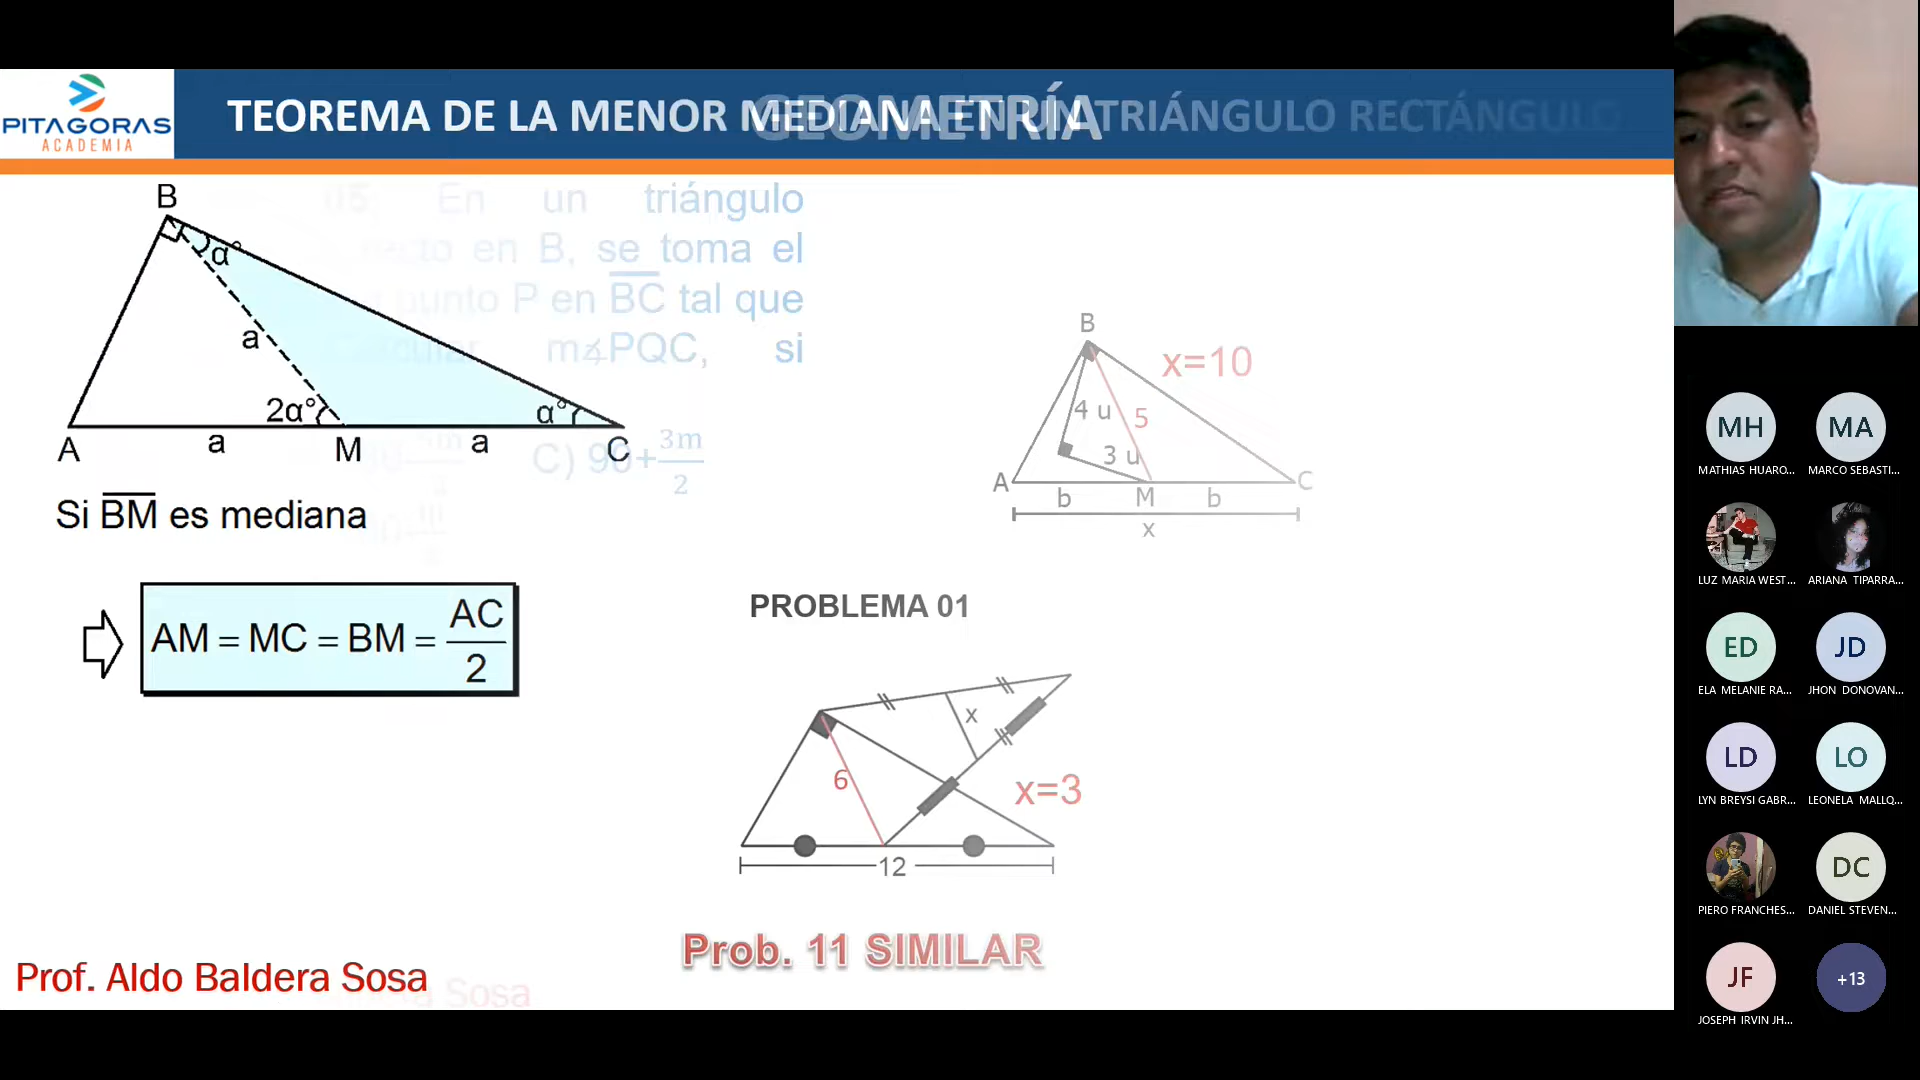 PITAGORAS
ACADEMIA
TEOREMA DE LA MENOR MEDIANA EN UN TRIÁNGULO RECTÁNGULO
GEOMETRÍA
B
α°
a
2α°
α°
A
a
M
a
C
En un triángulo
en B, se toma el
punto P en BC tal que
m∡PQC, si
C) 90+3m/2
Si BM es mediana
AM = MC = BM = AC/2
B
x=10
4 u
5
3 u
A
b
M
b
C
x
PROBLEMA 01
x
6
x=3
12
Prob. 11 SIMILAR
Prof. Aldo Baldera Sosa
Sosa
MH
MATHIAS HUARO...
MA
MARCO SEBASTI...
LUZ MARIA WEST...
ARIANA TIPARRA...
ED
ELA MELANIE RA...
JD
JHON DONOVAN...
LD
LYN BREYSI GABR...
LO
LEONELA MALLQ...
PIERO FRANCHES...
DC
DANIEL STEVEN...
JF
JOSEPH IRVIN JH...
+13